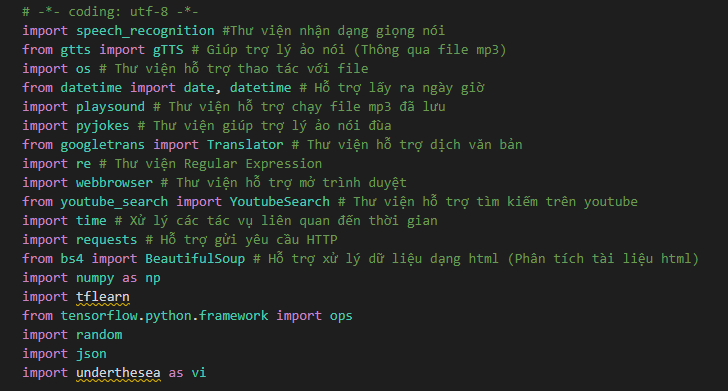 # -*- coding: utf-8 -*-
import speech_recognition #Thư viện nhận dạng giọng nói
from gtts import gTTS # Giúp trợ lý ảo nói (Thông qua file mp3)
import os # Thư viện hỗ trợ thao tác với file
from datetime import date, datetime # Hỗ trợ lấy ra ngày giờ
import playsound # Thư viện hỗ trợ chạy file mp3 đã lưu
import pyjokes # Thư viện giúp trợ lý ảo nói đùa
from googletrans import Translator # Thư viện hỗ trợ dịch văn bản
import re # Thư viện Regular Expression
import webbrowser # Thư viện hỗ trợ mở trình duyệt
from youtube_search import YoutubeSearch # Thư viện hỗ trợ tìm kiếm trên youtube
import time # Xử lý các tác vụ liên quan đến thời gian
import requests # Hỗ trợ gửi yêu cầu HTTP
from bs4 import BeautifulSoup # Hỗ trợ xử lý dữ liệu dạng html (Phân tích tài liệu html)
import numpy as np
import tflearn
from tensorflow.python.framework import ops
import random
import json
import underthesea as vi